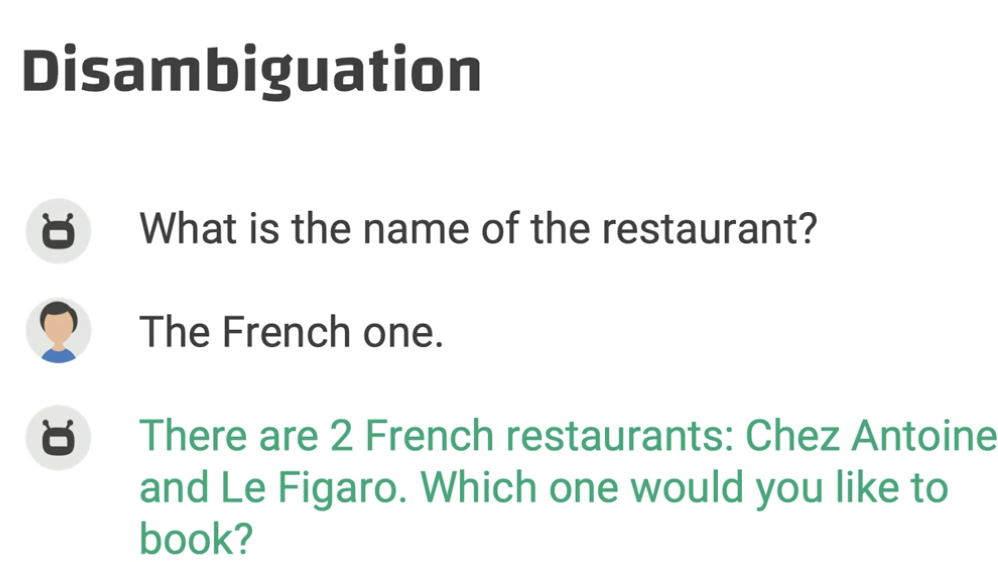 Disambiguation
What is the name of the restaurant?
The French one.
There are 2 French restaurants: Chez Antoine
and Le Figaro. Which one would you like to
book?